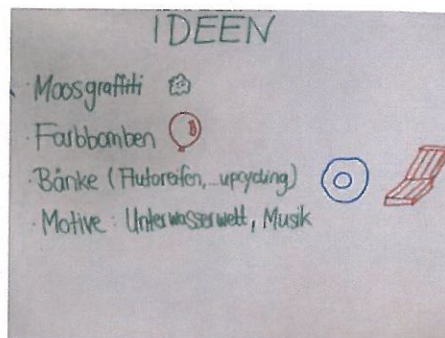 IDEEN
· Moosgraffiti
· Farbbomben
· Bänke (Autoreifen,...upcycling)
· Motive: Unterwasserwelt, Musik